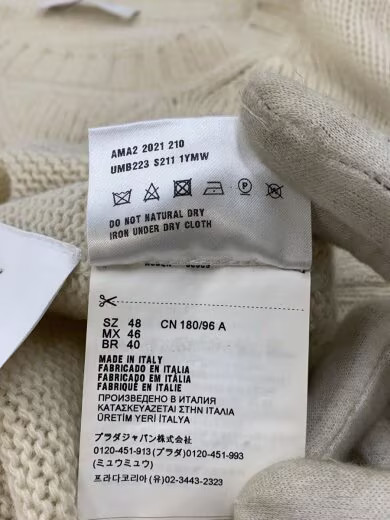 AMA2 2021 210
UMB223 S211 1YMW
DO NOT NATURAL DRY
IRON UNDER DRY CLOTH
SZ 48 CN 180/96 A
MX 46
BR 40
MADE IN ITALY
FABRICADO EN ITALIA
FABRICADO EM ITÁLIA
FABRIQUÉ EN ITALIE
ПРОИЗВЕДЕНО В ИТАЛИЯ
ΚΑΤΑΣΚΕΥΑΖΕΤΑΙ ΣΤΗΝ ITALIA
ÜRETİM YERİ İTALYA
プラダジャパン株式会社
0120-451-913(プラダ)0120-451-993
(ミュウミュウ)
프라다코리아 (유)02-3443-2323